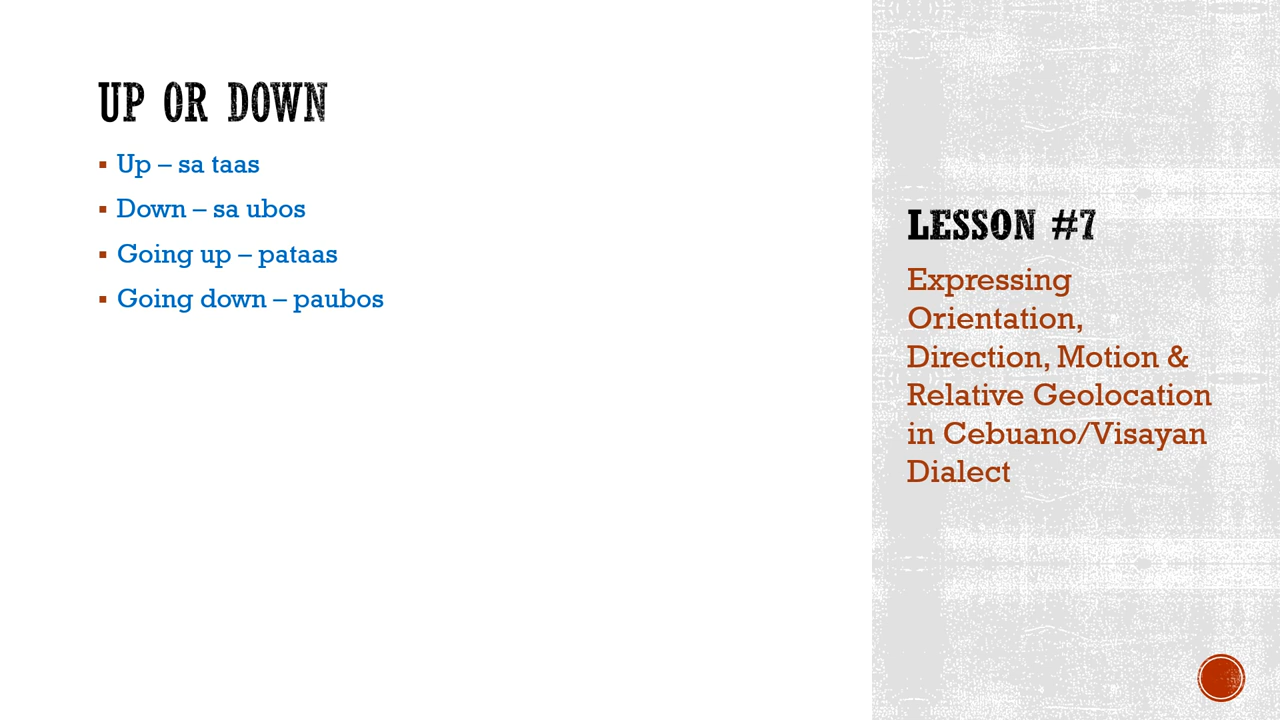 UP OR DOWN
▪ Up – sa taas
▪ Down – sa ubos
▪ Going up – pataas
▪ Going down – paubos
LESSON #7
Expressing
Orientation,
Direction, Motion &
Relative Geolocation
in Cebuano/Visayan
Dialect